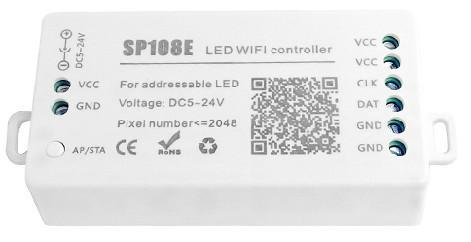 SP108E LED WIFI controller
DC5~24V
VCC
GND
AP/STA
For addressable LED
Voltage: DC5~24V
Pixel number<=2048
CE
RoHS
VCC
VCC
CLK
DAT
GND
GND